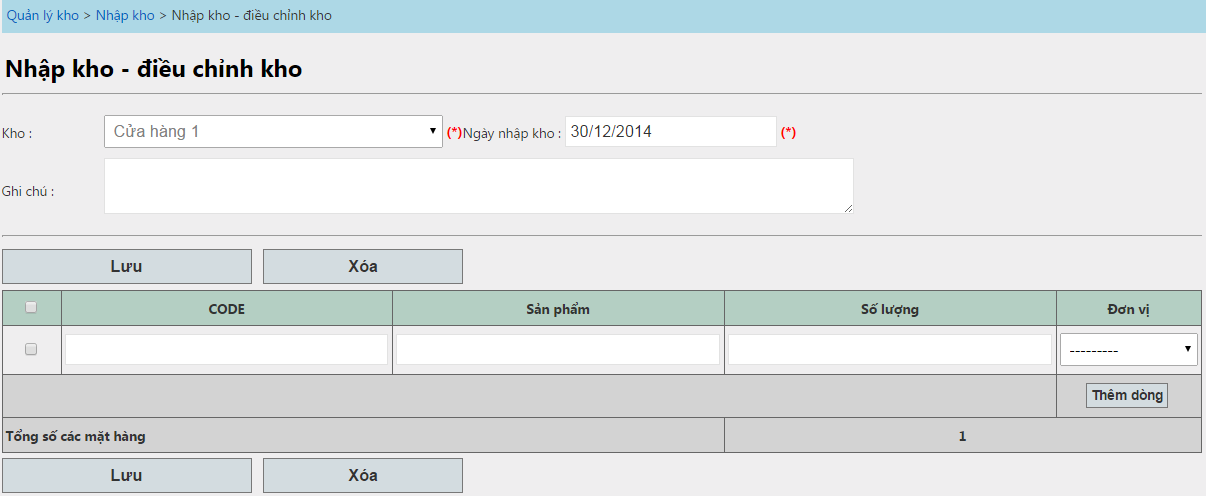 Quản lý kho > Nhập kho > Nhập kho - điều chỉnh kho
Nhập kho - điều chỉnh kho
Kho : Cửa hàng 1 (*)Ngày nhập kho : 30/12/2014 (*)
Ghi chú :
Lưu Xóa
CODE Sản phẩm Số lượng Đơn vị
---------
Thêm dòng
Tổng số các mặt hàng 1
Lưu Xóa